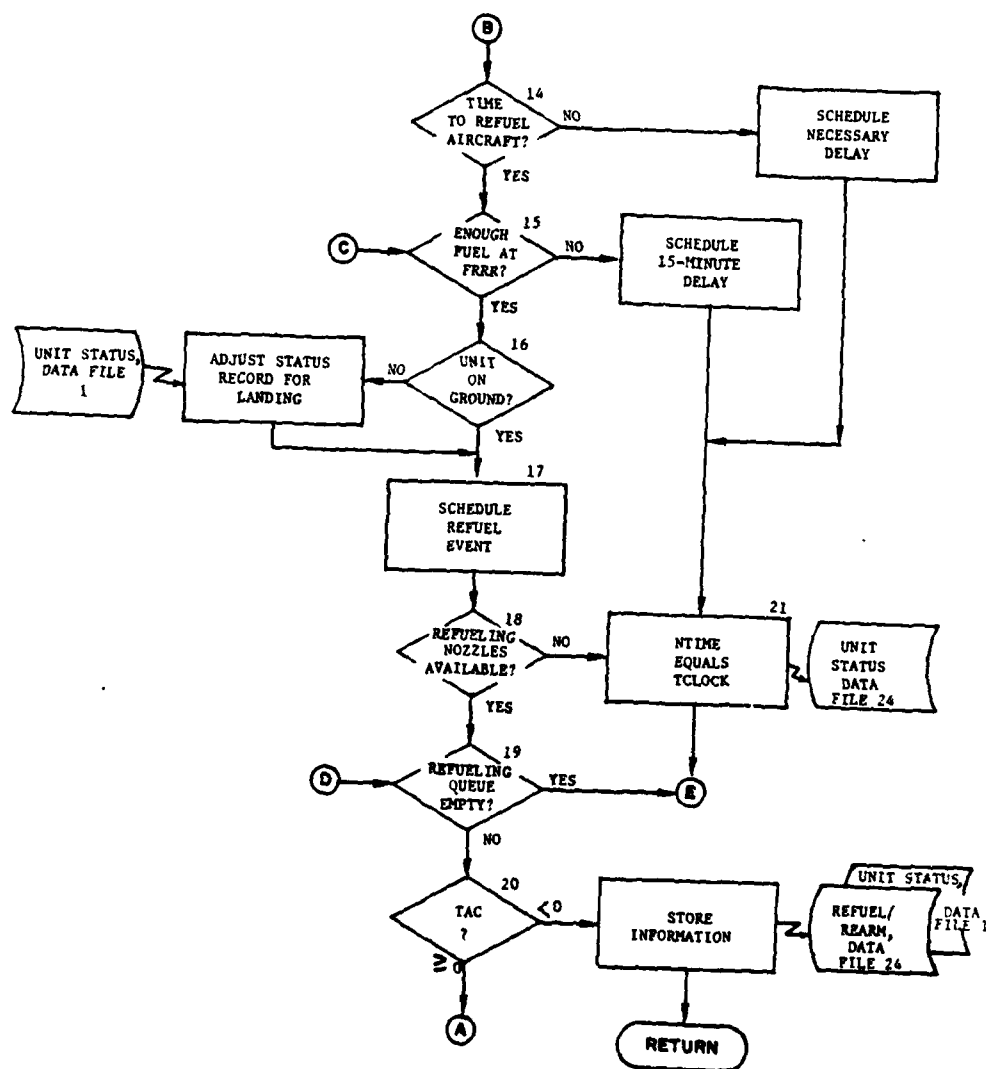 B
14
TIME
TO REFUEL
AIRCRAFT?
NO
SCHEDULE
NECESSARY
DELAY
YES
15
C
ENOUGH
FUEL AT
FRRR?
NO
SCHEDULE
15-MINUTE
DELAY
YES
16
UNIT STATUS,
DATA FILE
1
ADJUST STATUS
RECORD FOR
LANDING
NO
UNIT
ON
GROUND?
YES
17
SCHEDULE
REFUEL
EVENT
18
REFUELING
NOZZLES
AVAILABLE?
NO
21
NTIME
EQUALS
TCLOCK
UNIT
STATUS
DATA
FILE 24
YES
19
D
REFUELING
QUEUE
EMPTY?
YES
E
NO
20
TAC
?
<0
STORE
INFORMATION
UNIT STATUS,
DATA
FILE 1
REFUEL/
REARM,
DATA
FILE 24
≥
0
A
RETURN